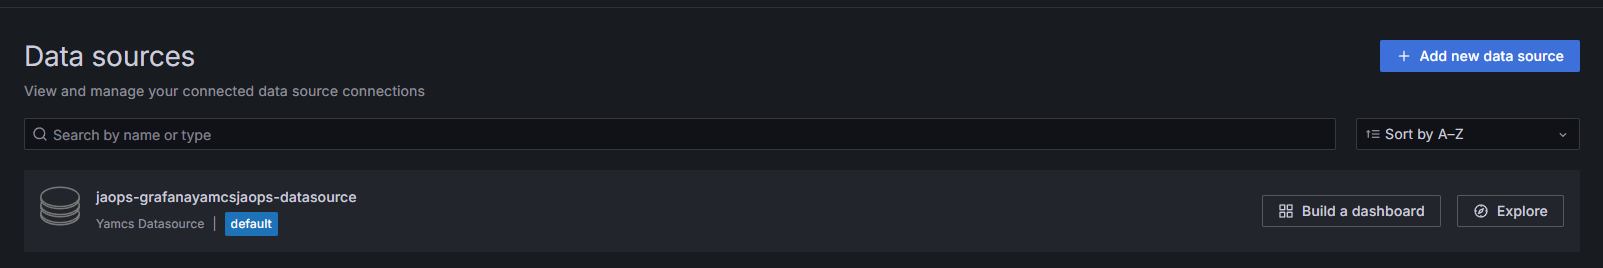 Data sources
Add new data source
View and manage your connected data source connections
Search by name or type
Sort by A–Z
jaops-grafanayamcsjaops-datasource
Yamcs Datasource | default
Build a dashboard
Explore